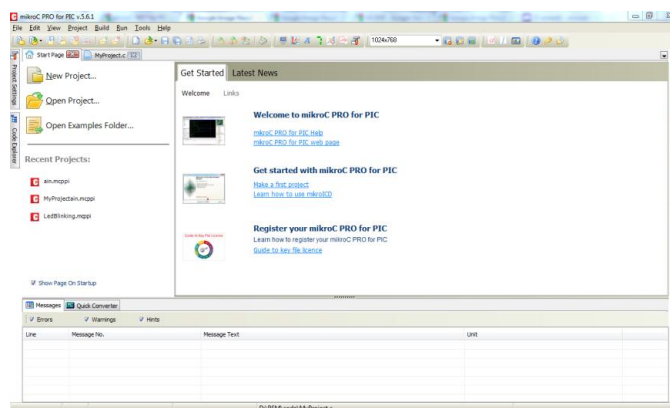 mikroC PRO for PIC v.5.6.1
File Edit View Project Build Run Tools Help
1024x768
Start Page MyProject.c
Project Settings
Code Explorer
New Project...
Open Project...
Open Examples Folder...
Recent Projects:
ain.mcppi
MyProjectain.mcppi
LedBlinking.mcppi
Show Page On Startup
Get Started Latest News
Welcome Links
Welcome to mikroC PRO for PIC
mikroC PRO for PIC Help
mikroC PRO for PIC web page
Get started with mikroC PRO for PIC
Make a first project
Learn how to use mikroICD
Register your mikroC PRO for PIC
Learn how to register your mikroC PRO for PIC
Guide to key file licence
Messages Quick Converter
Errors Warnings Hints
Line Message No. Message Text Unit